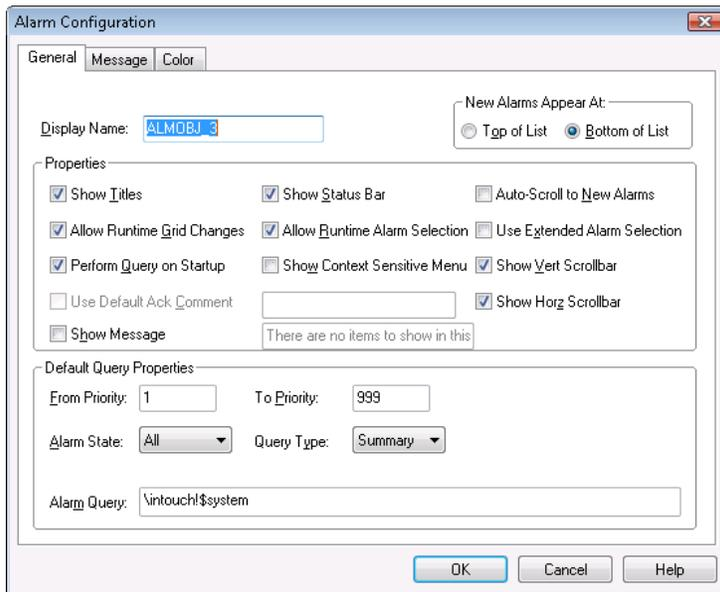 Alarm Configuration
General Message Color
New Alarms Appear At:
Display Name: ALMOBJ_3 Top of List Bottom of List
Properties
Show Titles Show Status Bar Auto-Scroll to New Alarms
Allow Runtime Grid Changes Allow Runtime Alarm Selection Use Extended Alarm Selection
Perform Query on Startup Show Context Sensitive Menu Show Vert Scrollbar
Use Default Ack Comment Show Horz Scrollbar
Show Message There are no items to show in this
Default Query Properties
From Priority: 1 To Priority: 999
Alarm State: All Query Type: Summary
Alarm Query: \intouch!$system
OK Cancel Help